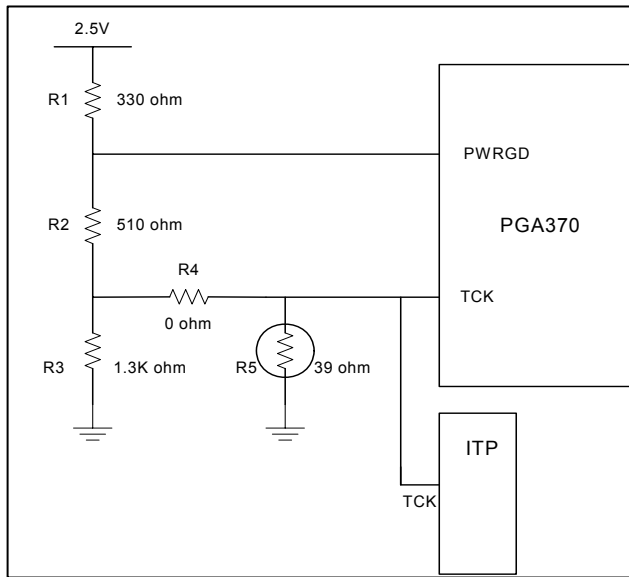 2.5V
R1 330 ohm
PWRGD
R2 510 ohm
PGA370
R4
TCK
0 ohm
R3 1.3K ohm
R5 39 ohm
ITP
TCK